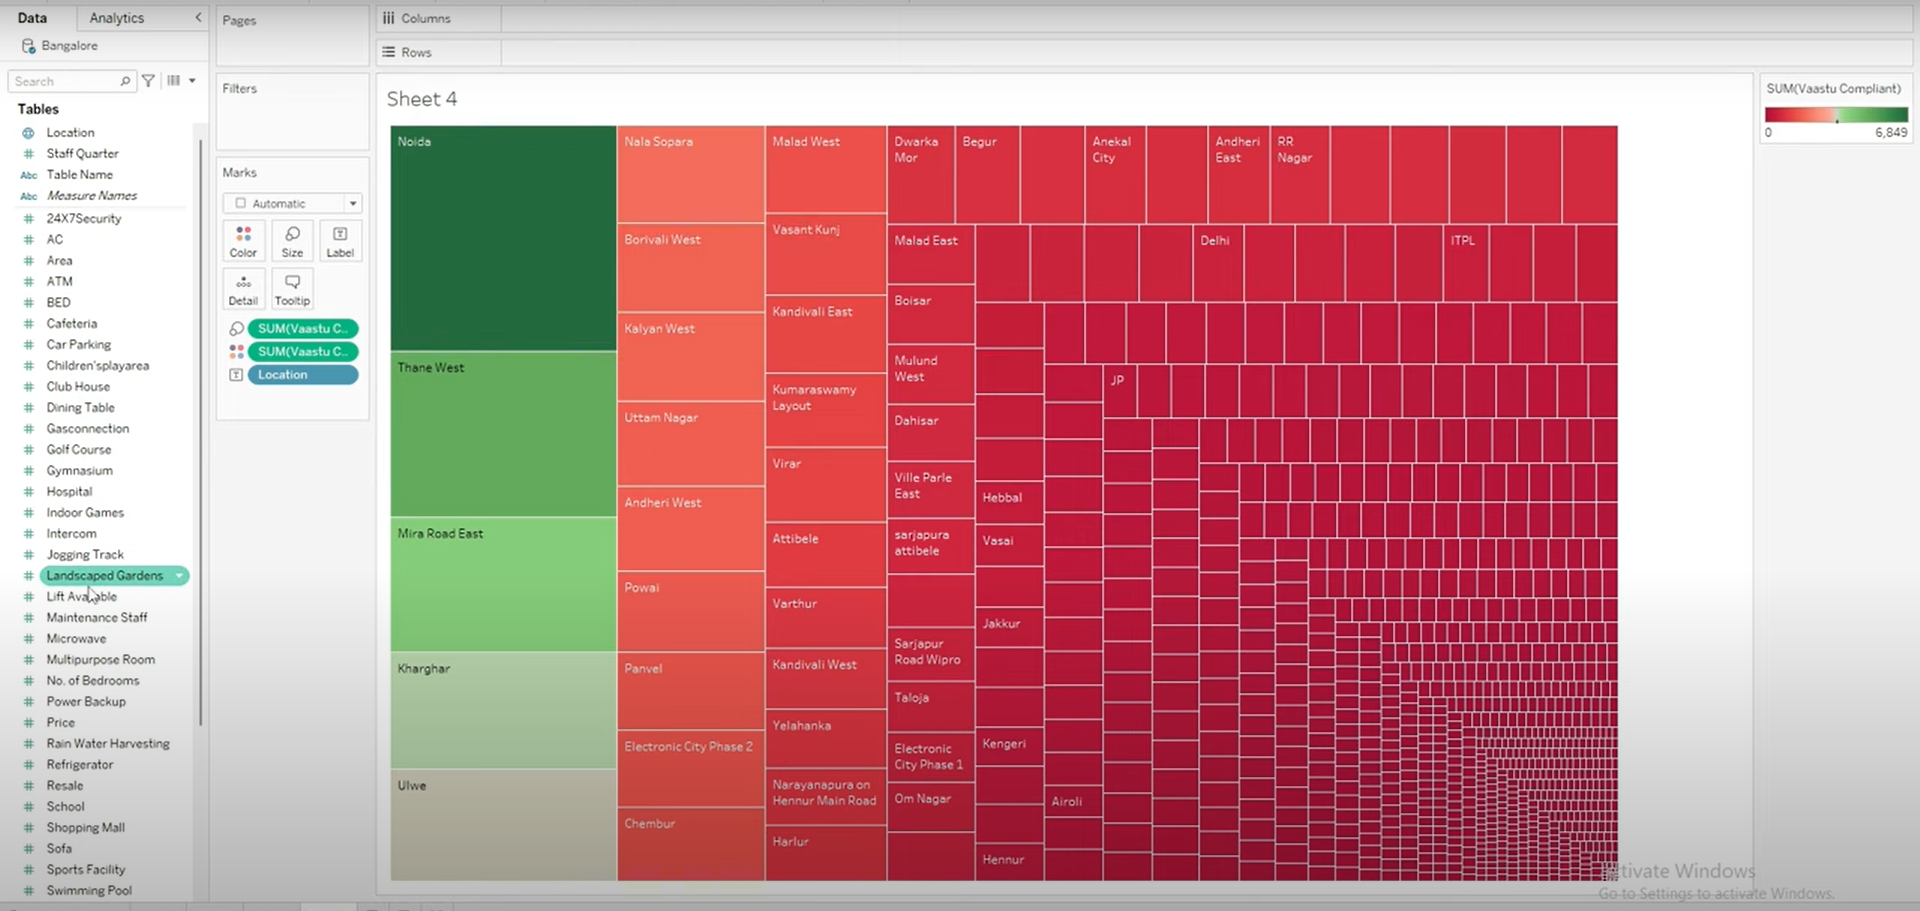 Data
Analytics
Bangalore
Search
Tables
Location
Staff Quarter
Abc Table Name
Abc Measure Names
24X7Security
AC
Area
ATM
BED
Cafeteria
Car Parking
Children'splayarea
Club House
Dining Table
Gasconnection
Golf Course
Gymnasium
Hospital
Indoor Games
Intercom
Jogging Track
Landscaped Gardens
Lift Available
Maintenance Staff
Microwave
Multipurpose Room
No. of Bedrooms
Power Backup
Price
Rain Water Harvesting
Refrigerator
Resale
School
Shopping Mall
Sofa
Sports Facility
Swimming Pool
Pages
Filters
Marks
Automatic
Color
Size
Label
Detail
Tooltip
SUM(Vaastu C..
SUM(Vaastu C..
Location
Columns
Rows
Sheet 4
Noida
Thane West
Mira Road East
Kharghar
Ulwe
Nala Sopara
Borivali West
Kalyan West
Uttam Nagar
Andheri West
Powai
Panvel
Electronic City Phase 2
Chembur
Malad West
Vasant Kunj
Kandivali East
Kumaraswamy
Layout
Virar
Attibele
Varthur
Kandivali West
Yelahanka
Narayanapura on
Hennur Main Road
Harlur
Dwarka
Mor
Malad East
Boisar
Mulund
West
Dahisar
Ville Parle
East
sarjapura
attibele
Sarjapur
Road Wipro
Taloja
Electronic
City Phase 1
Om Nagar
Begur
Hebbal
Vasai
Jakkur
Kengeri
Hennur
Airoli
Anekal
City
JP
Andheri
East
RR
Nagar
Delhi
ITPL
SUM(Vaastu Compliant)
0
6,849
Activate Windows
Go to Settings to activate Windows.